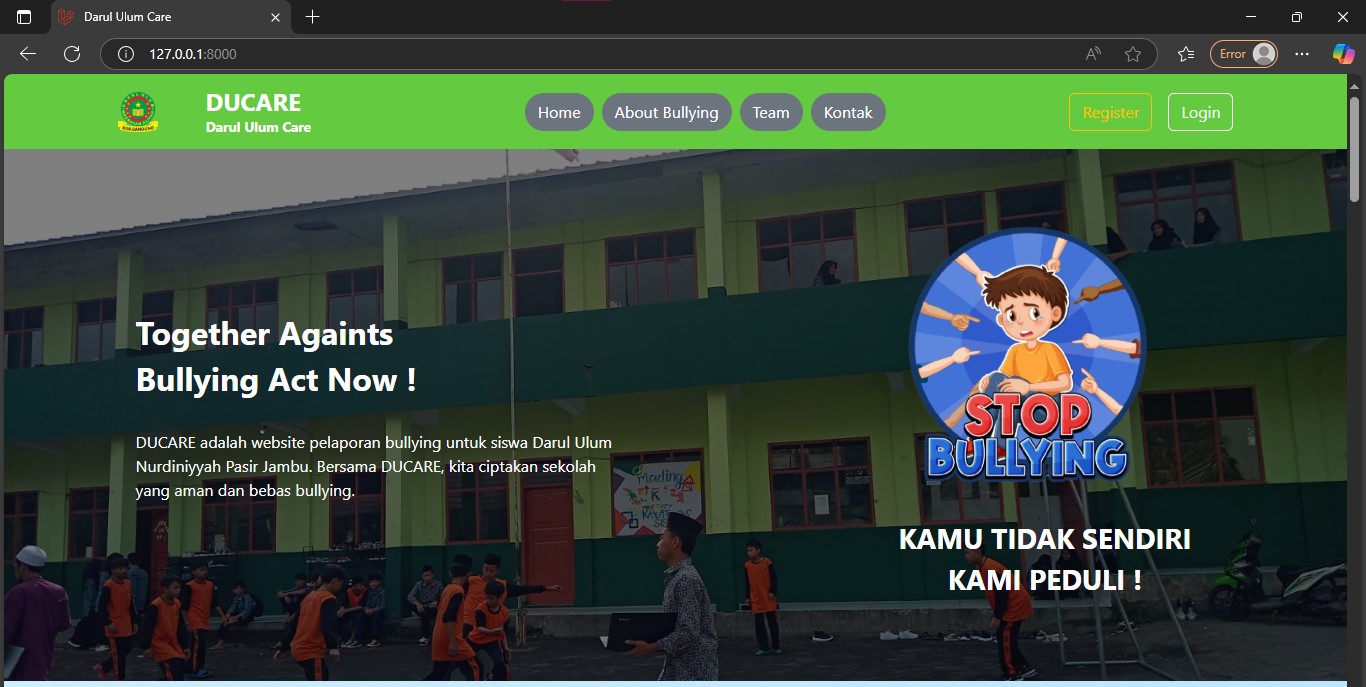 Darul Ulum Care
127.0.0.1:8000
Error
DUCARE
Darul Ulum Care
Home
About Bullying
Team
Kontak
Register
Login
Together Againts
Bullying Act Now !
DUCARE adalah website pelaporan bullying untuk siswa Darul Ulum
Nurdiniyyah Pasir Jambu. Bersama DUCARE, kita ciptakan sekolah
yang aman dan bebas bullying.
STOP
BULLYING
Mading
KAMU TIDAK SENDIRI
KAMI PEDULI !